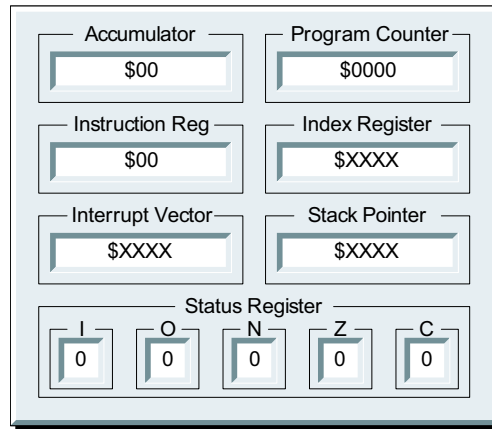 Accumulator Program Counter
$00 $0000
Instruction Reg Index Register
$00 $XXXX
Interrupt Vector Stack Pointer
$XXXX $XXXX
Status Register
I O N Z C
0 0 0 0 0